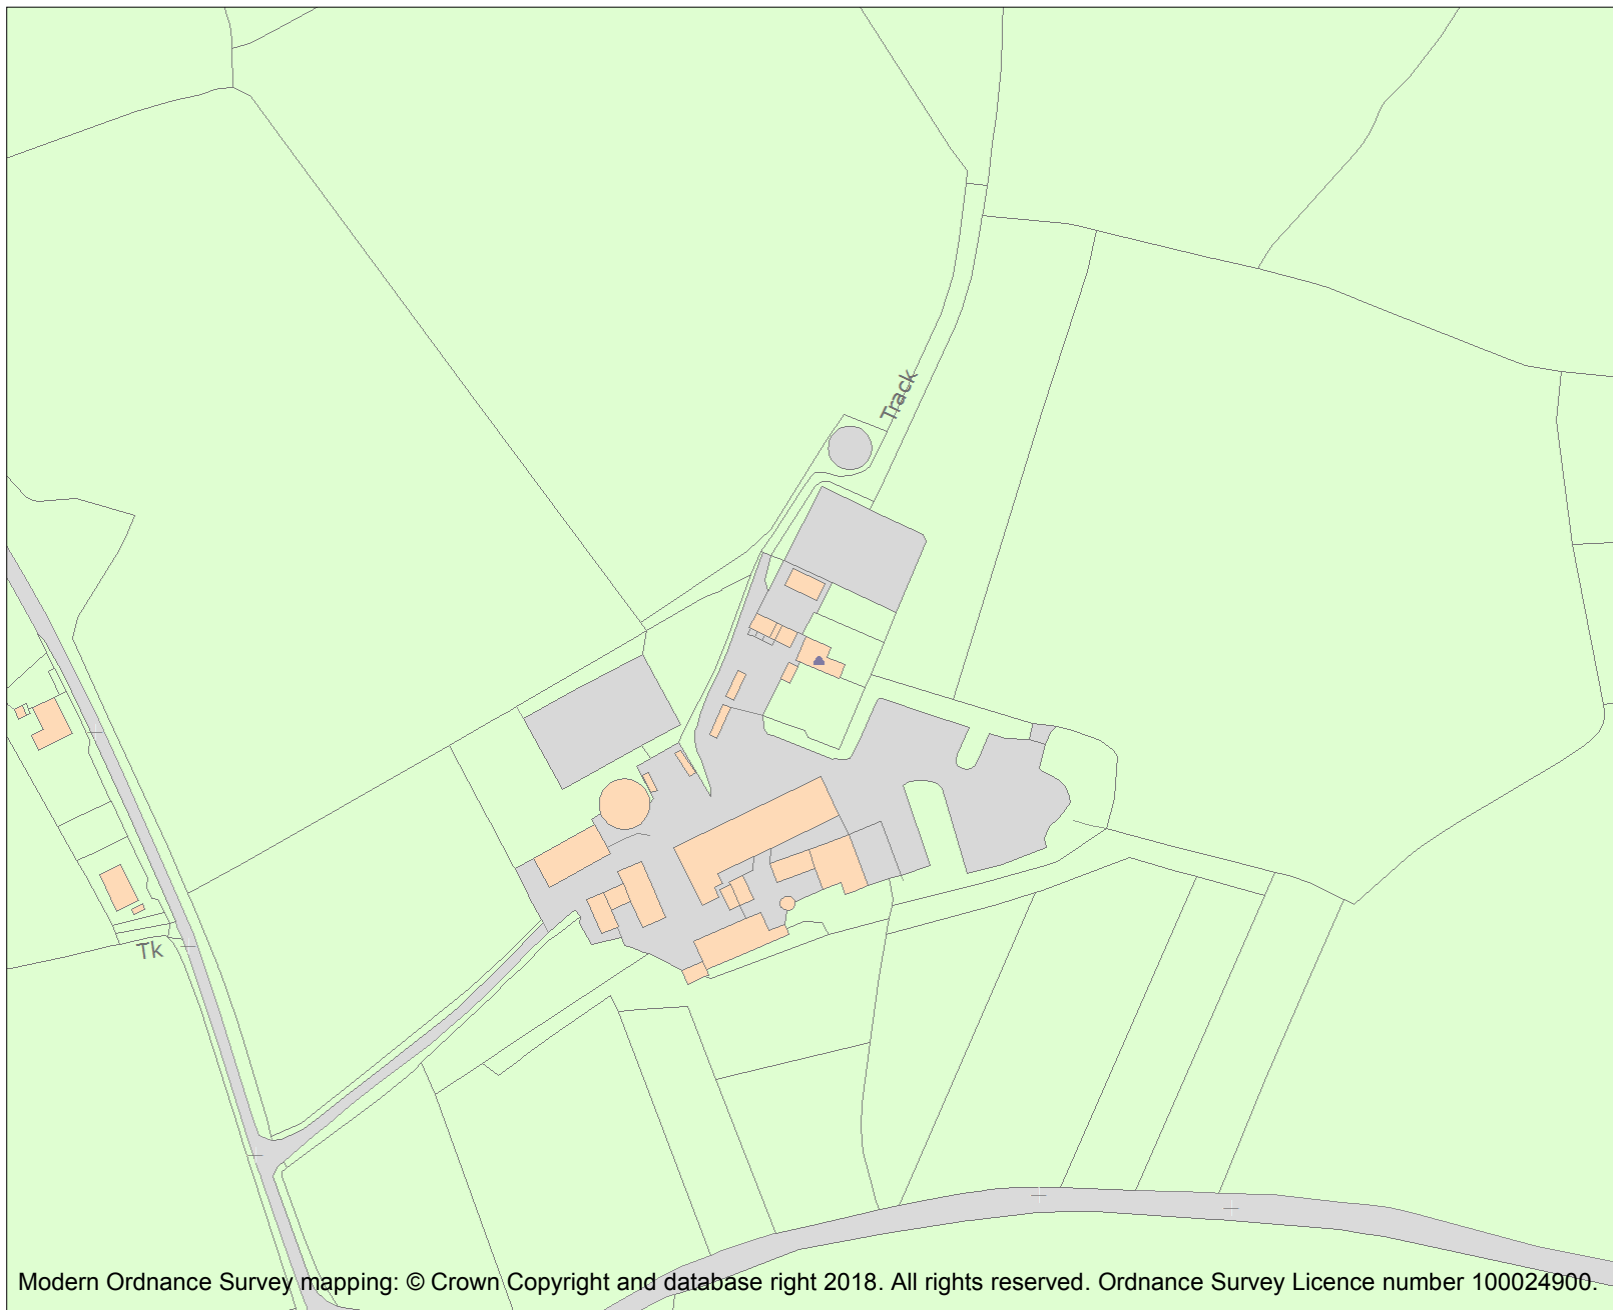 Track
Tk
Modern Ordnance Survey mapping: © Crown Copyright and database right 2018. All rights reserved. Ordnance Survey Licence number 100024900.